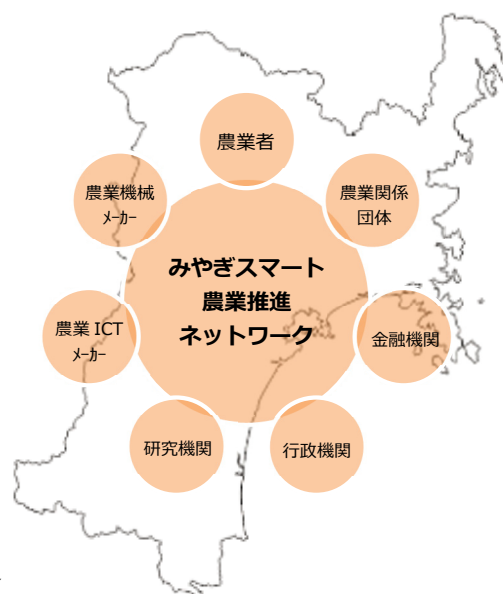 農業者
農業機械
メーカー
農業関係
団体
みやぎスマート
農業推進
ネットワーク
農業 ICT
メーカー
金融機関
研究機関
行政機関